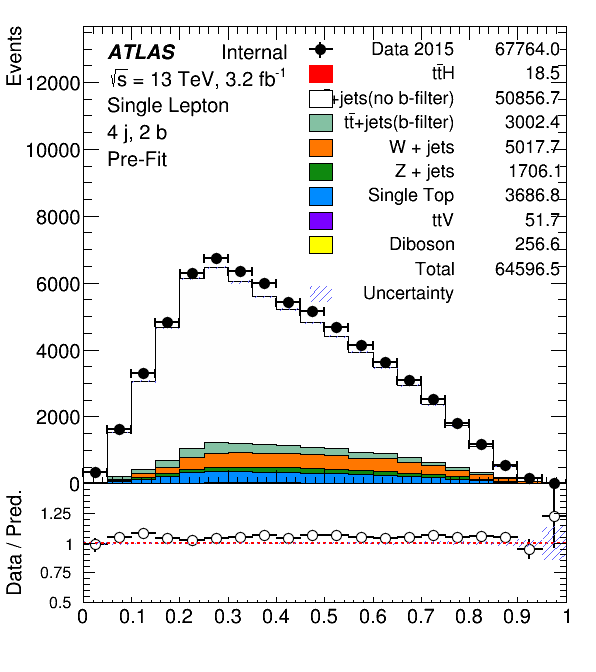 Events
ATLAS Internal
√s = 13 TeV, 3.2 fb⁻¹
Single Lepton
4 j, 2 b
Pre-Fit
Data 2015 67764.0
tt̄H 18.5
+jets(no b-filter) 50856.7
tt̄+jets(b-filter) 3002.4
W + jets 5017.7
Z + jets 1706.1
Single Top 3686.8
ttV 51.7
Diboson 256.6
Total 64596.5
Uncertainty
12000
10000
8000
6000
4000
2000
0
Data / Pred.
1.25
1
0.75
0.5
0 0.1 0.2 0.3 0.4 0.5 0.6 0.7 0.8 0.9 1